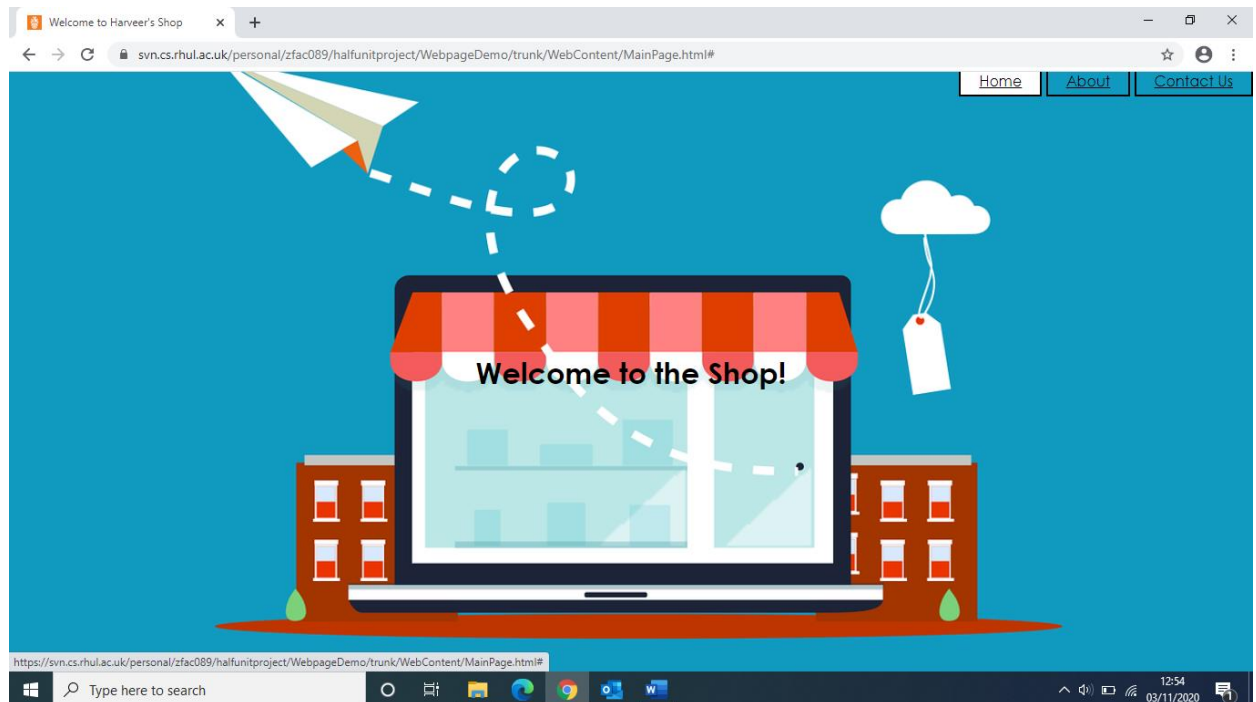 Welcome to Harveer's Shop
svn.cs.rhul.ac.uk/personal/zfac089/halfunitproject/WebpageDemo/trunk/WebContent/MainPage.html#
Home About Contact Us
Welcome to the Shop!
https://svn.cs.rhul.ac.uk/personal/zfac089/halfunitproject/WebpageDemo/trunk/WebContent/MainPage.html#
Type here to search
12:54
03/11/2020